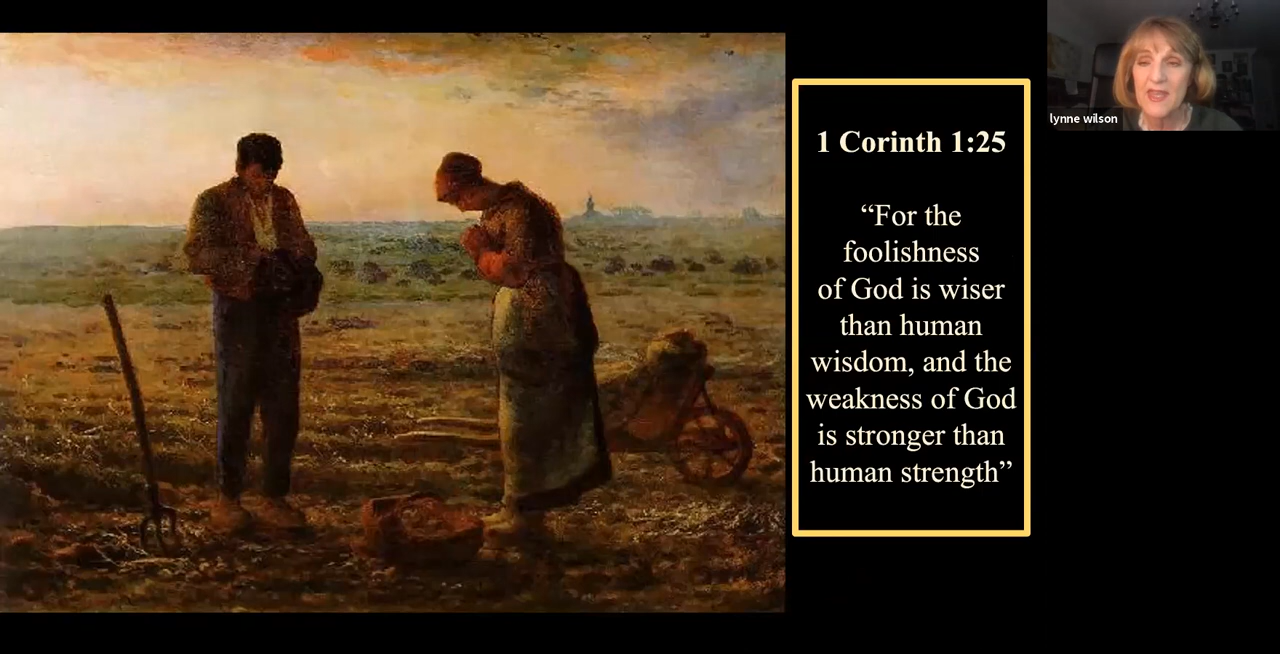 1 Corinth 1:25
“For the
foolishness
of God is wiser
than human
wisdom, and the
weakness of God
is stronger than
human strength”
lynne wilson